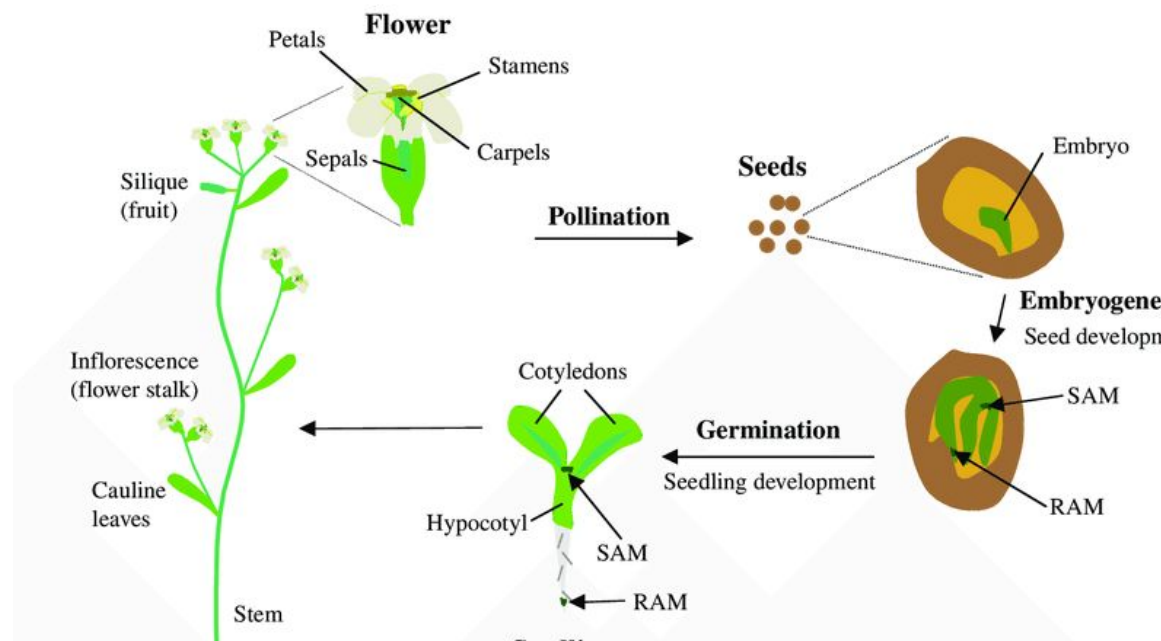 Flower
Petals
Stamens
Carpels
Sepals
Silique
(fruit)
Pollination
Seeds
Embryo
Embryogene
Seed developn
SAM
RAM
Germination
Seedling development
Cotyledons
Hypocotyl
SAM
RAM
Inflorescence
(flower stalk)
Cauline
leaves
Stem